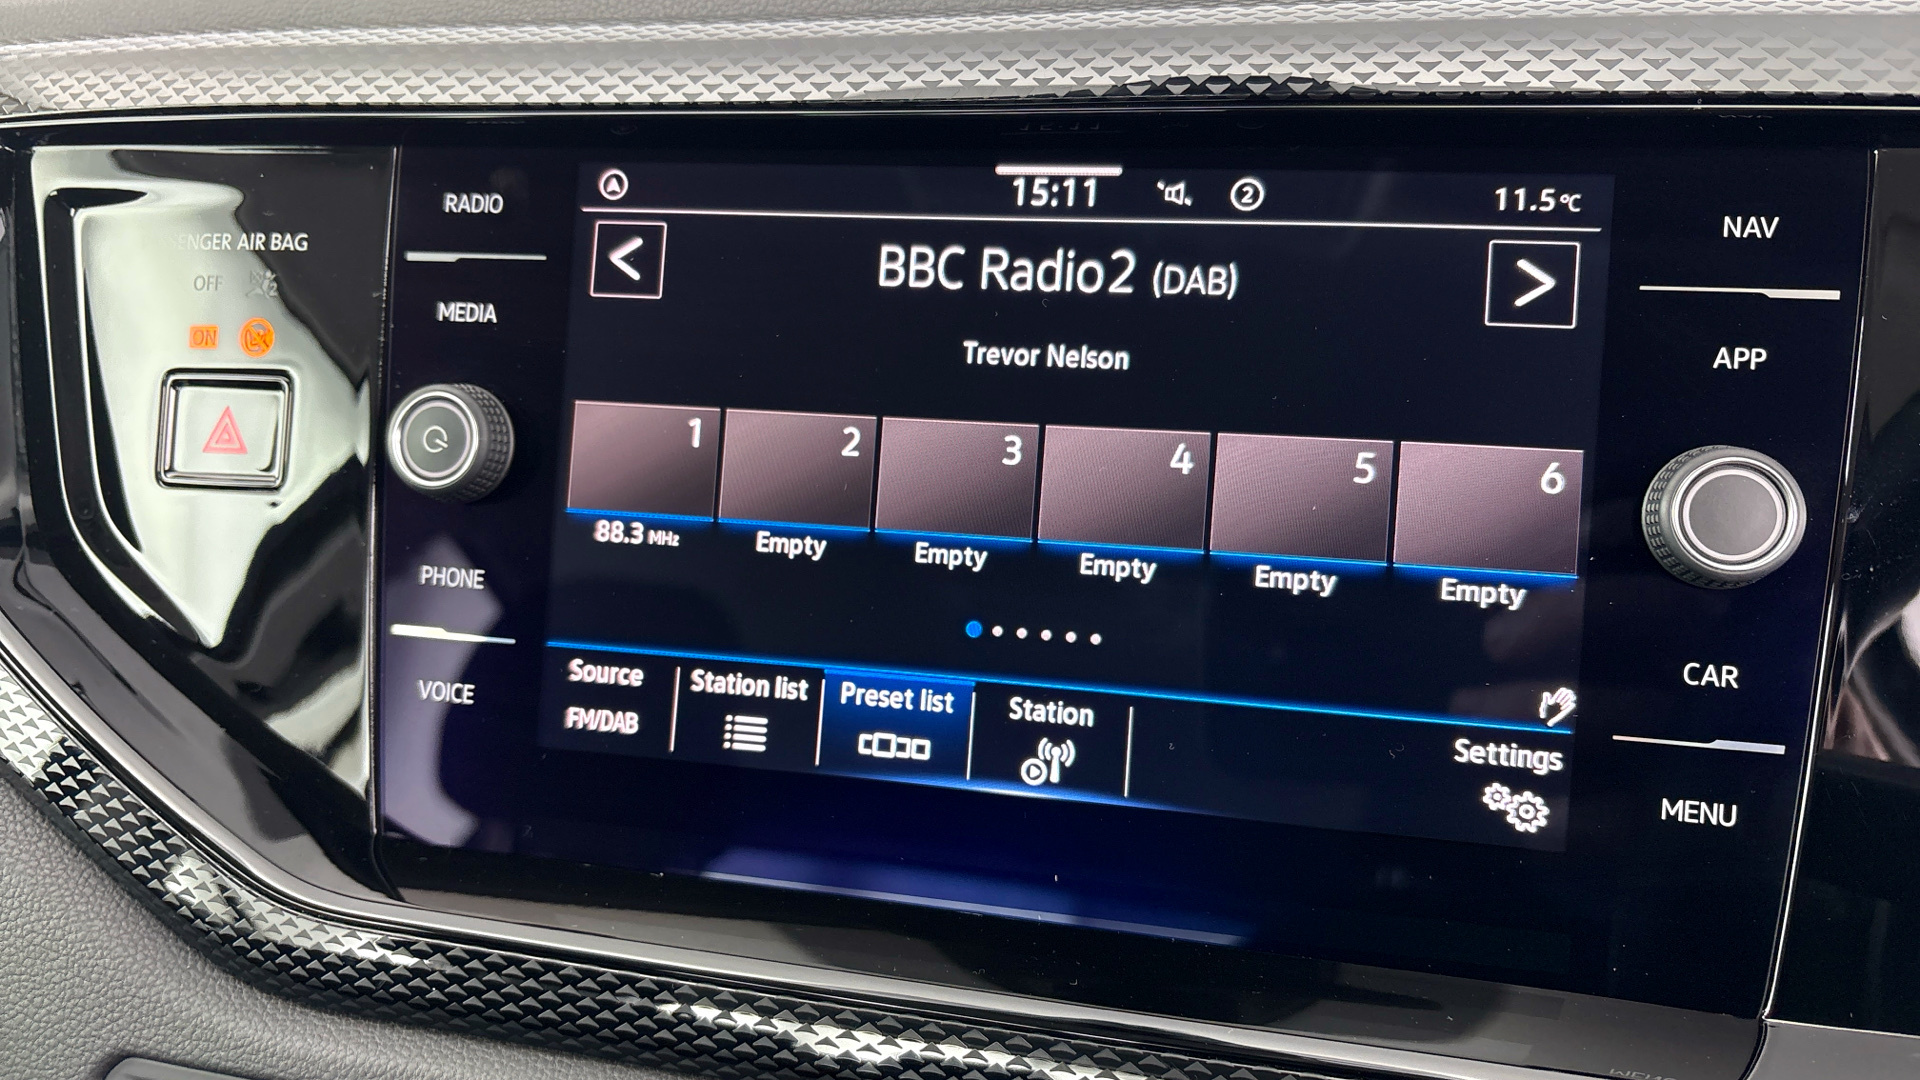 ENGER AIR BAG
OFF
ON
RADIO
MEDIA
PHONE
VOICE
15:11
2
11.5°C
<
BBC Radio2 (DAB)
>
Trevor Nelson
1
2
3
4
5
6
88.3 MHz
Empty
Empty
Empty
Empty
Empty
Source
FM/DAB
Station list
Preset list
Station
Settings
NAV
APP
CAR
MENU